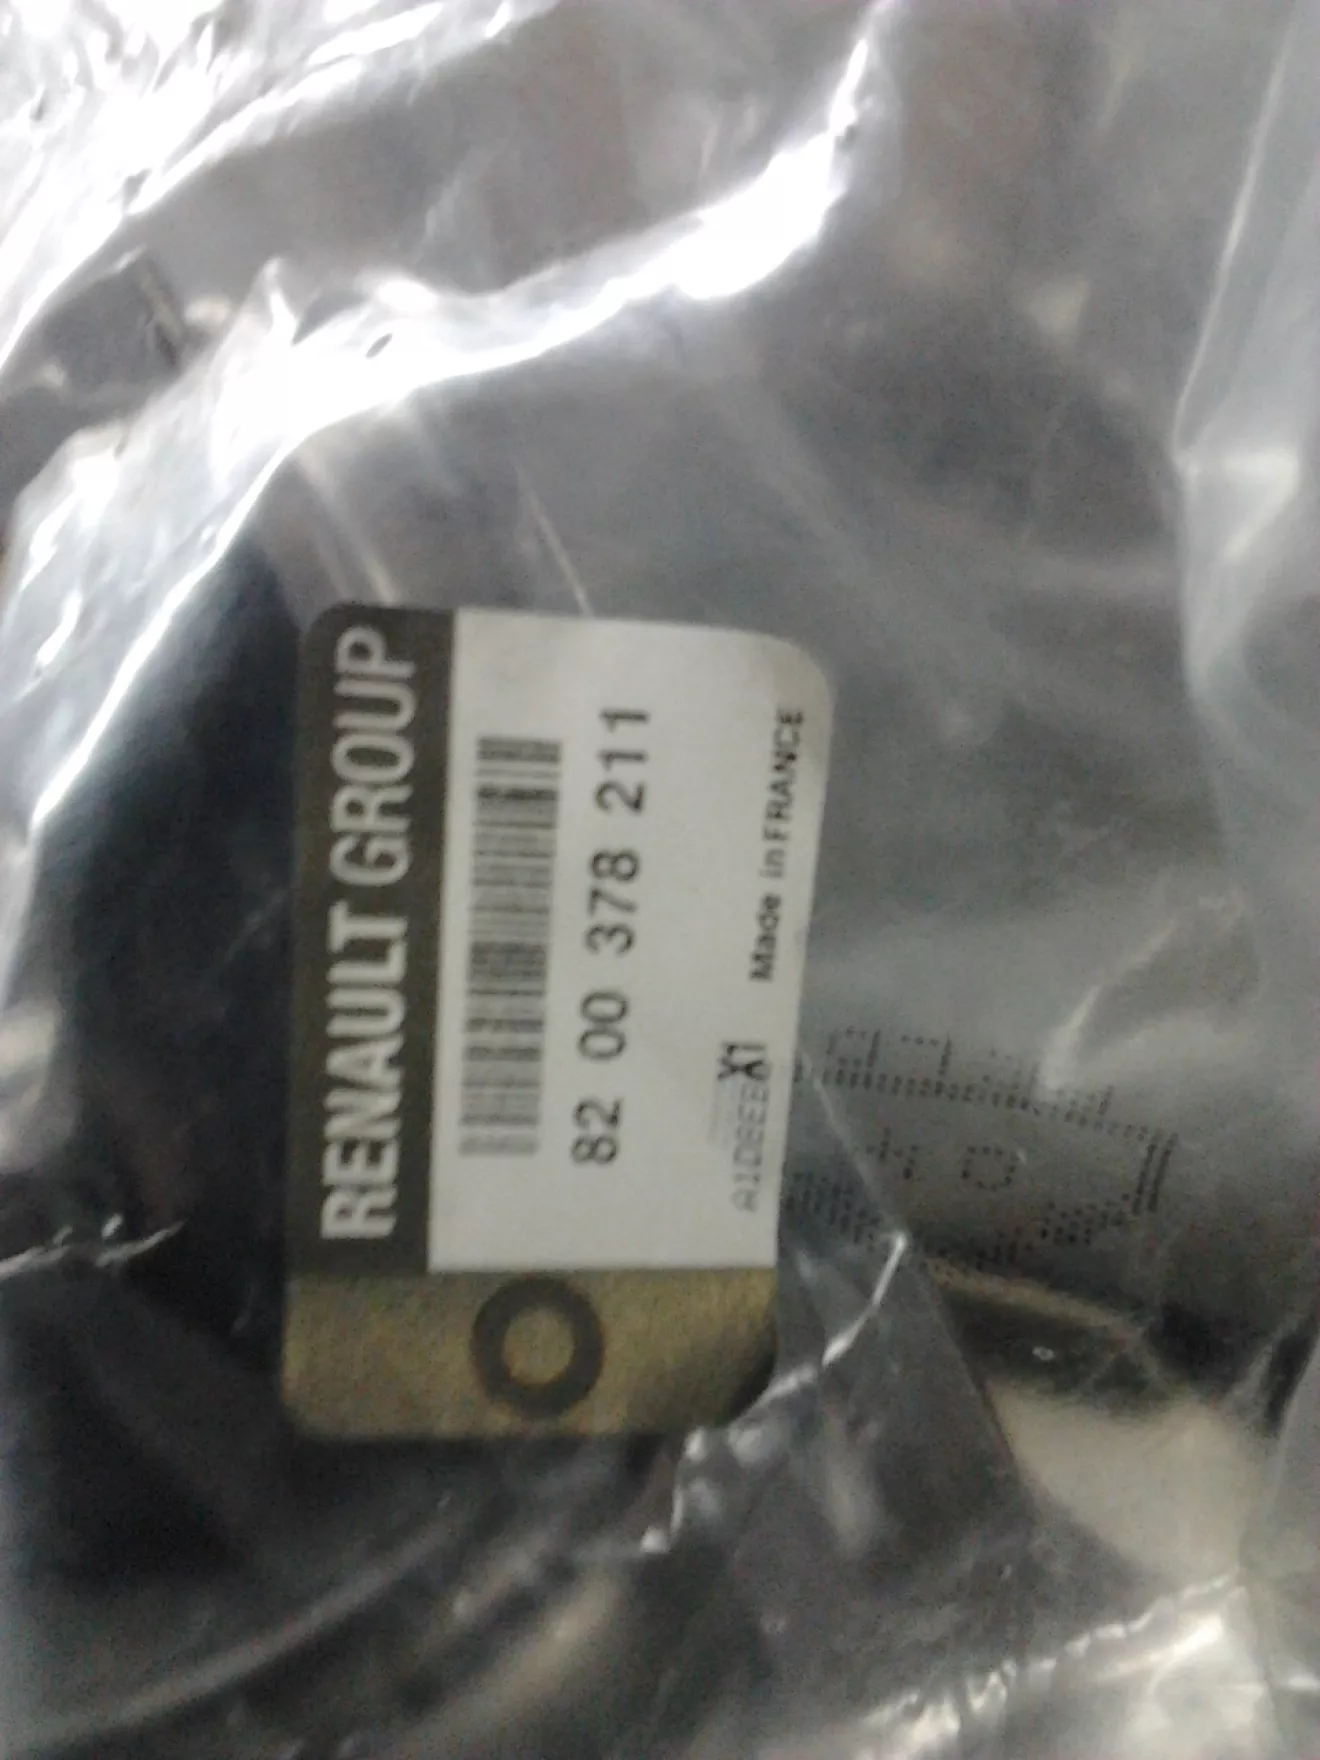 RENAULT GROUP
82 00 378 211
X1
Made in FRANCE